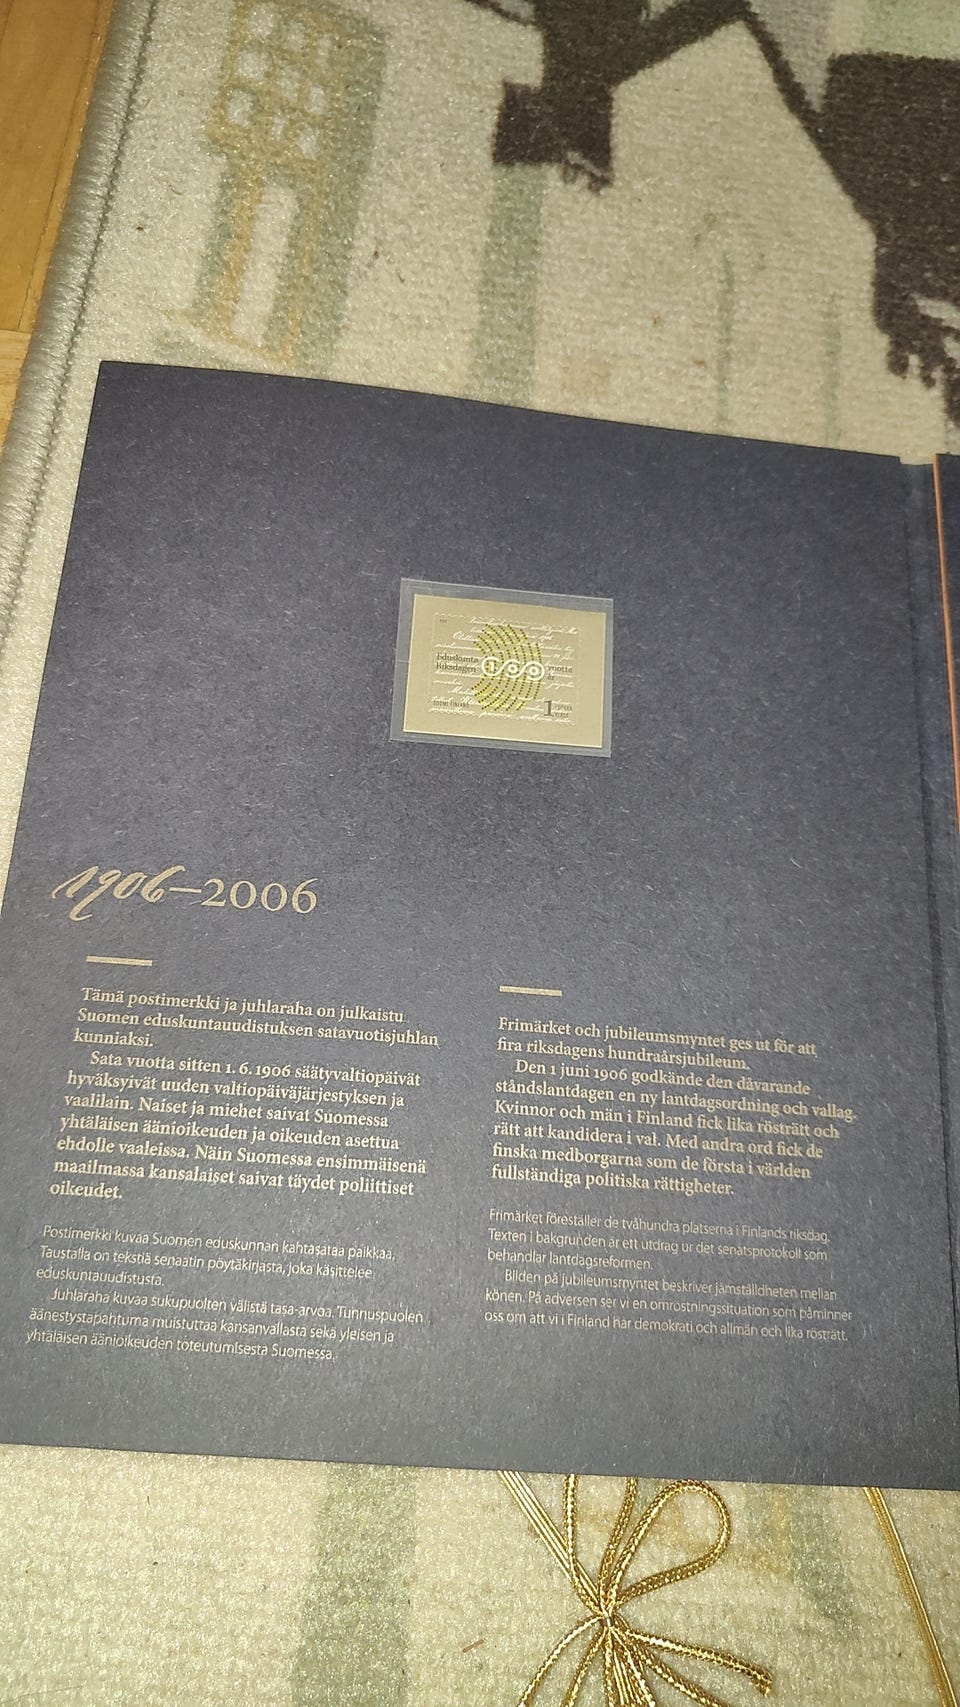 Eduskunta 100 vuotta
Riksdagen år
SUOMI FINLAND 1
1906–2006
Tämä postimerkki ja juhlaraha on julkaistu
Suomen eduskuntauudistuksen satavuotisjuhlan
kunniaksi.
Sata vuotta sitten 1. 6. 1906 säätyvaltiopäivät
hyväksyivät uuden valtiopäiväjärjestyksen ja
vaalilain. Naiset ja miehet saivat Suomessa
yhtäläisen äänioikeuden ja oikeuden asettua
ehdolle vaaleissa. Näin Suomessa ensimmäisenä
maailmassa kansalaiset saivat täydet poliittiset
oikeudet.
Postimerkki kuvaa Suomen eduskunnan kahtasataa paikkaa.
Taustalla on tekstiä senaatin pöytäkirjasta, joka käsittelee
eduskuntauudistusta.
Juhlaraha kuvaa sukupuolten välistä tasa-arvoa. Tunnuspuolen
äänestystapahtuma muistuttaa kansanvallasta sekä yleisen ja
yhtäläisen äänioikeuden toteutumisesta Suomessa.
Frimärket och jubileumsmyntet ges ut för att
fira riksdagens hundraårsjubileum.
Den 1 juni 1906 godkände den dåvarande
ståndslantdagen en ny lantdagsordning och vallag.
Kvinnor och män i Finland fick lika rösträtt och
rätt att kandidera i val. Med andra ord fick de
finska medborgarna som de första i världen
fullständiga politiska rättigheter.
Frimärket föreställer de tvåhundra platserna i Finlands riksdag.
Texten i bakgrunden är ett utdrag ur det senatsprotokoll som
behandlar lantdagsreformen.
Bilden på jubileumsmyntet beskriver jämställdheten mellan
könen. På adversen ser vi en omröstningssituation som påminner
oss om att vi i Finland har demokrati och allmän och lika rösträtt.